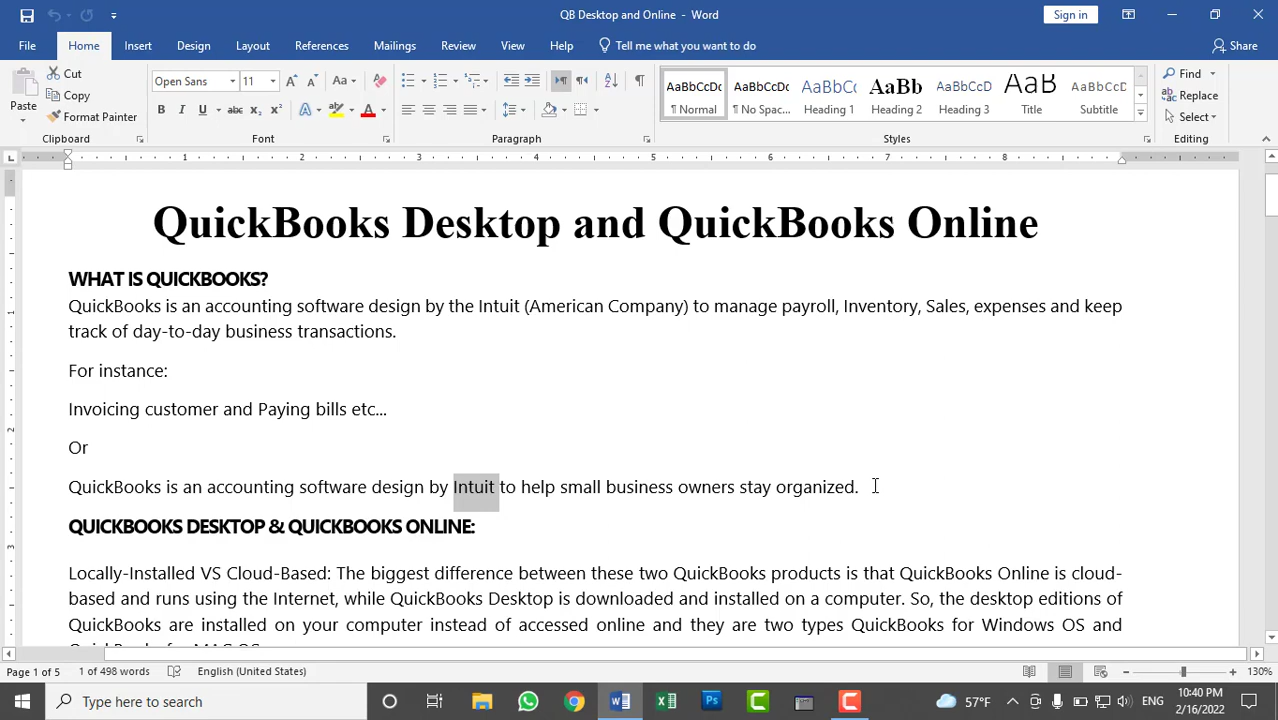 QB Desktop and Online - Word
Sign in
File Home Insert Design Layout References Mailings Review View Help Tell me what you want to do Share
Paste
Cut
Copy
Format Painter
Clipboard
Open Sans 11
Font
Paragraph
AaBbCcDc AaBbCcDc AaBbCc AaBb AaBbCcD AaB AaBbCcD
¶ Normal ¶ No Spac... Heading 1 Heading 2 Heading 3 Title Subtitle
Styles
Find
Replace
Select
Editing
1 2 3 4 5 6 7 8
QuickBooks Desktop and QuickBooks Online
WHAT IS QUICKBOOKS?
QuickBooks is an accounting software design by the Intuit (American Company) to manage payroll, Inventory, Sales, expenses and keep
track of day-to-day business transactions.
For instance:
Invoicing customer and Paying bills etc...
Or
QuickBooks is an accounting software design by Intuit to help small business owners stay organized.
QUICKBOOKS DESKTOP & QUICKBOOKS ONLINE:
Locally-Installed VS Cloud-Based: The biggest difference between these two QuickBooks products is that QuickBooks Online is cloud-
based and runs using the Internet, while QuickBooks Desktop is downloaded and installed on a computer. So, the desktop editions of
QuickBooks are installed on your computer instead of accessed online and they are two types QuickBooks for Windows OS and
Page 1 of 5 1 of 498 words English (United States) 130%
Type here to search
57°F
ENG
10:40 PM
2/16/2022